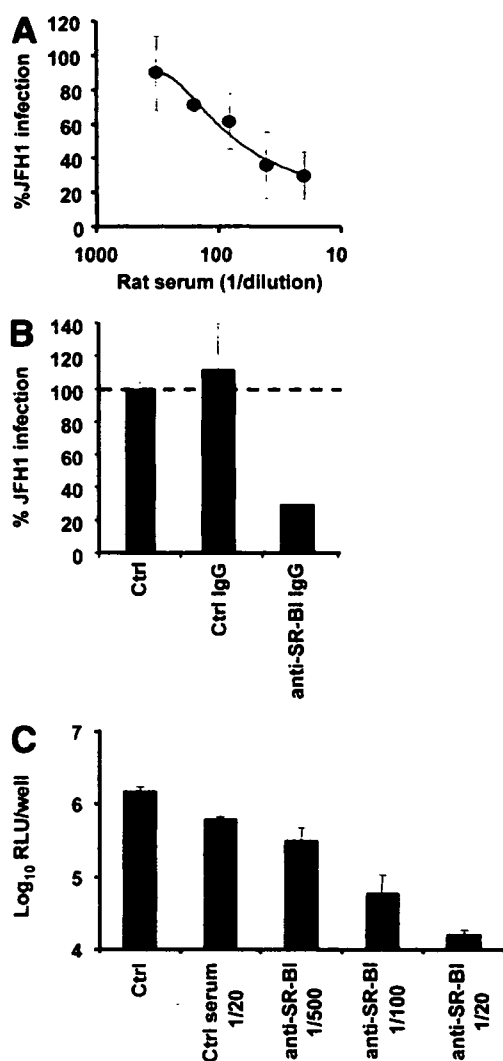 A
%JFH1 infection
120
100
80
60
40
20
0
1000
100
10
Rat serum (1/dilution)
B
% JFH1 infection
140
120
100
80
60
40
20
0
Ctrl
Ctrl IgG
anti-SR-BI IgG
C
Log10 RLU/well
7
6
5
4
Ctrl
Ctrl serum
1/20
anti-SR-BI
1/500
anti-SR-BI
1/100
anti-SR-BI
1/20